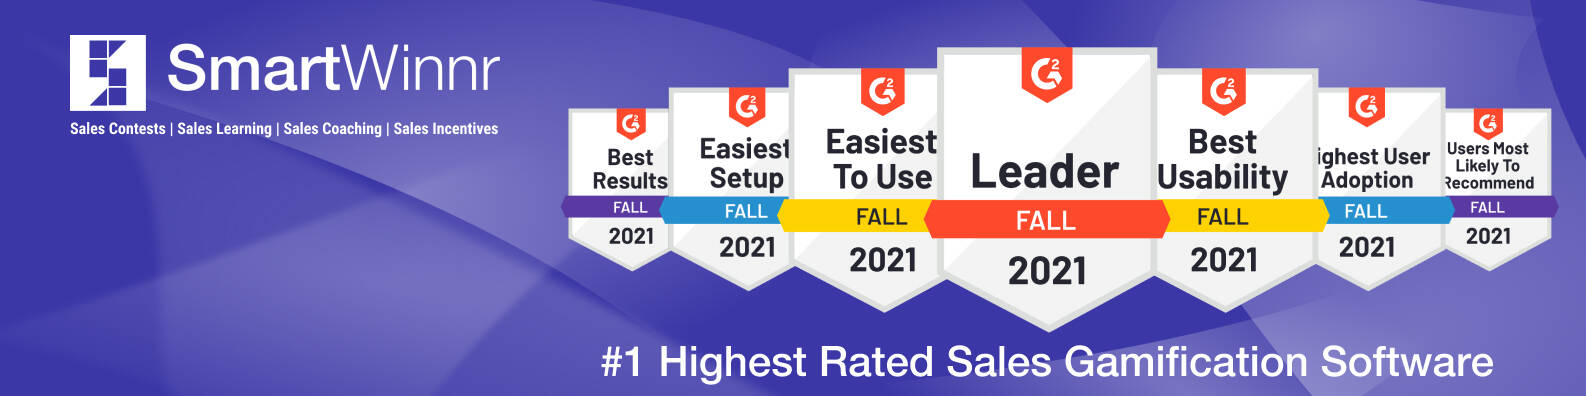 SmartWinnr
Sales Contests | Sales Learning | Sales Coaching | Sales Incentives
Best
Results
FALL
2021
Easiest
Setup
FALL
2021
Easiest
To Use
FALL
2021
Leader
FALL
2021
Best
Usability
FALL
2021
ighest User
Adoption
FALL
2021
Users Most
Likely To
Recommend
FALL
2021
#1 Highest Rated Sales Gamification Software